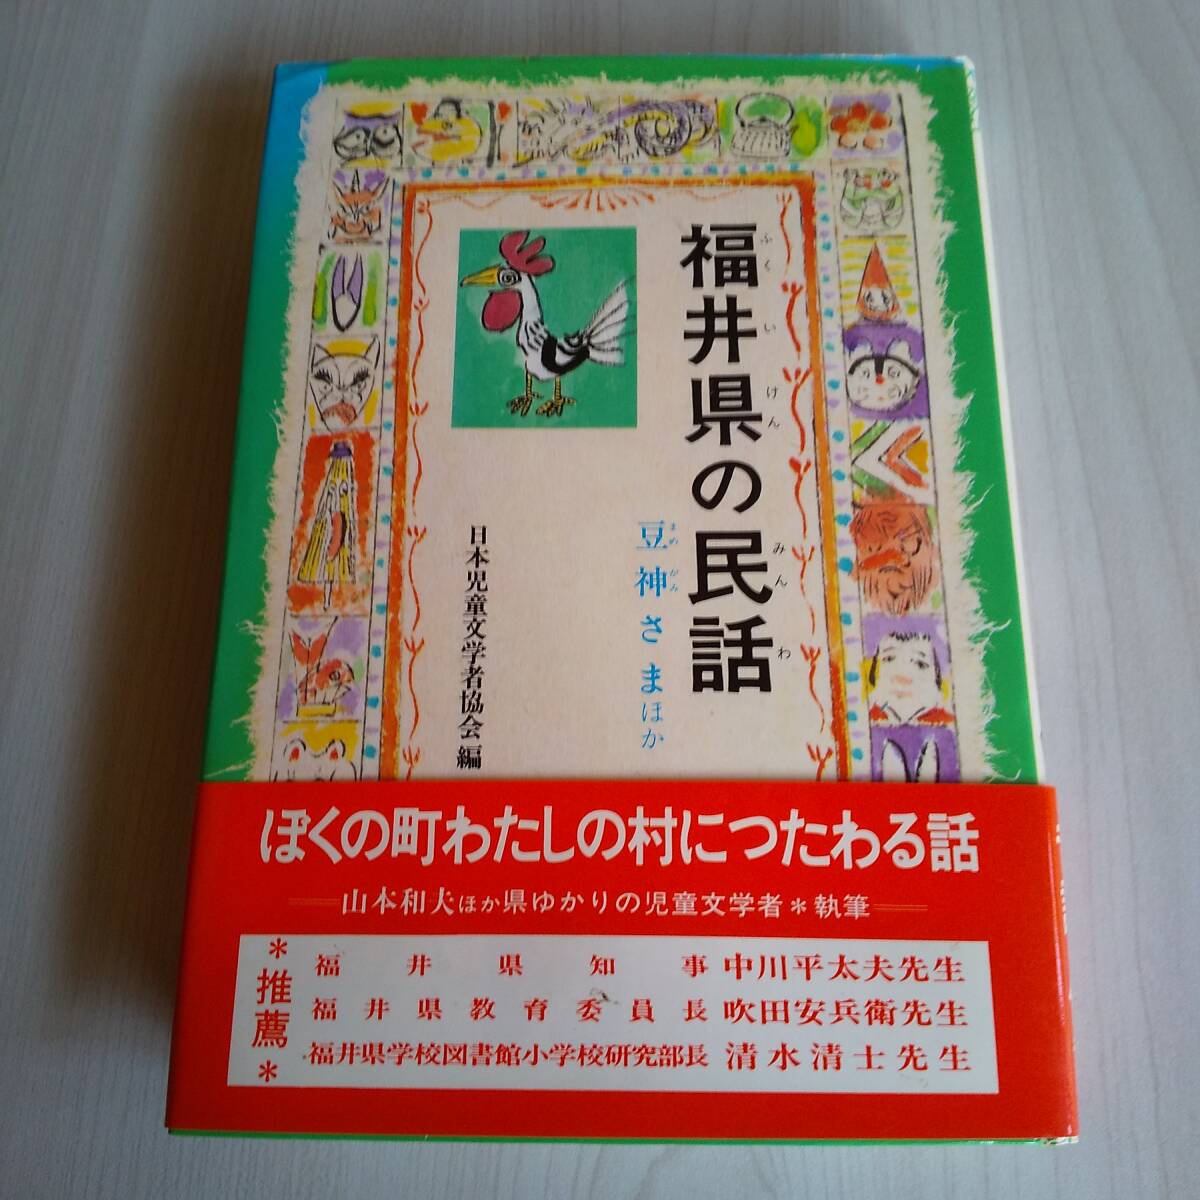 福井県の民話
ふくいけんみんわ
豆神さまほか
まめがみ
日本児童文学者協会編
ぼくの町わたしの村につたわる話
山本和夫ほか県ゆかりの児童文学者*執筆
*推薦*
福井県知事 中川平太夫先生
福井県教育委員長 吹田安兵衛先生
福井県学校図書館小学校研究部長 清水清士先生